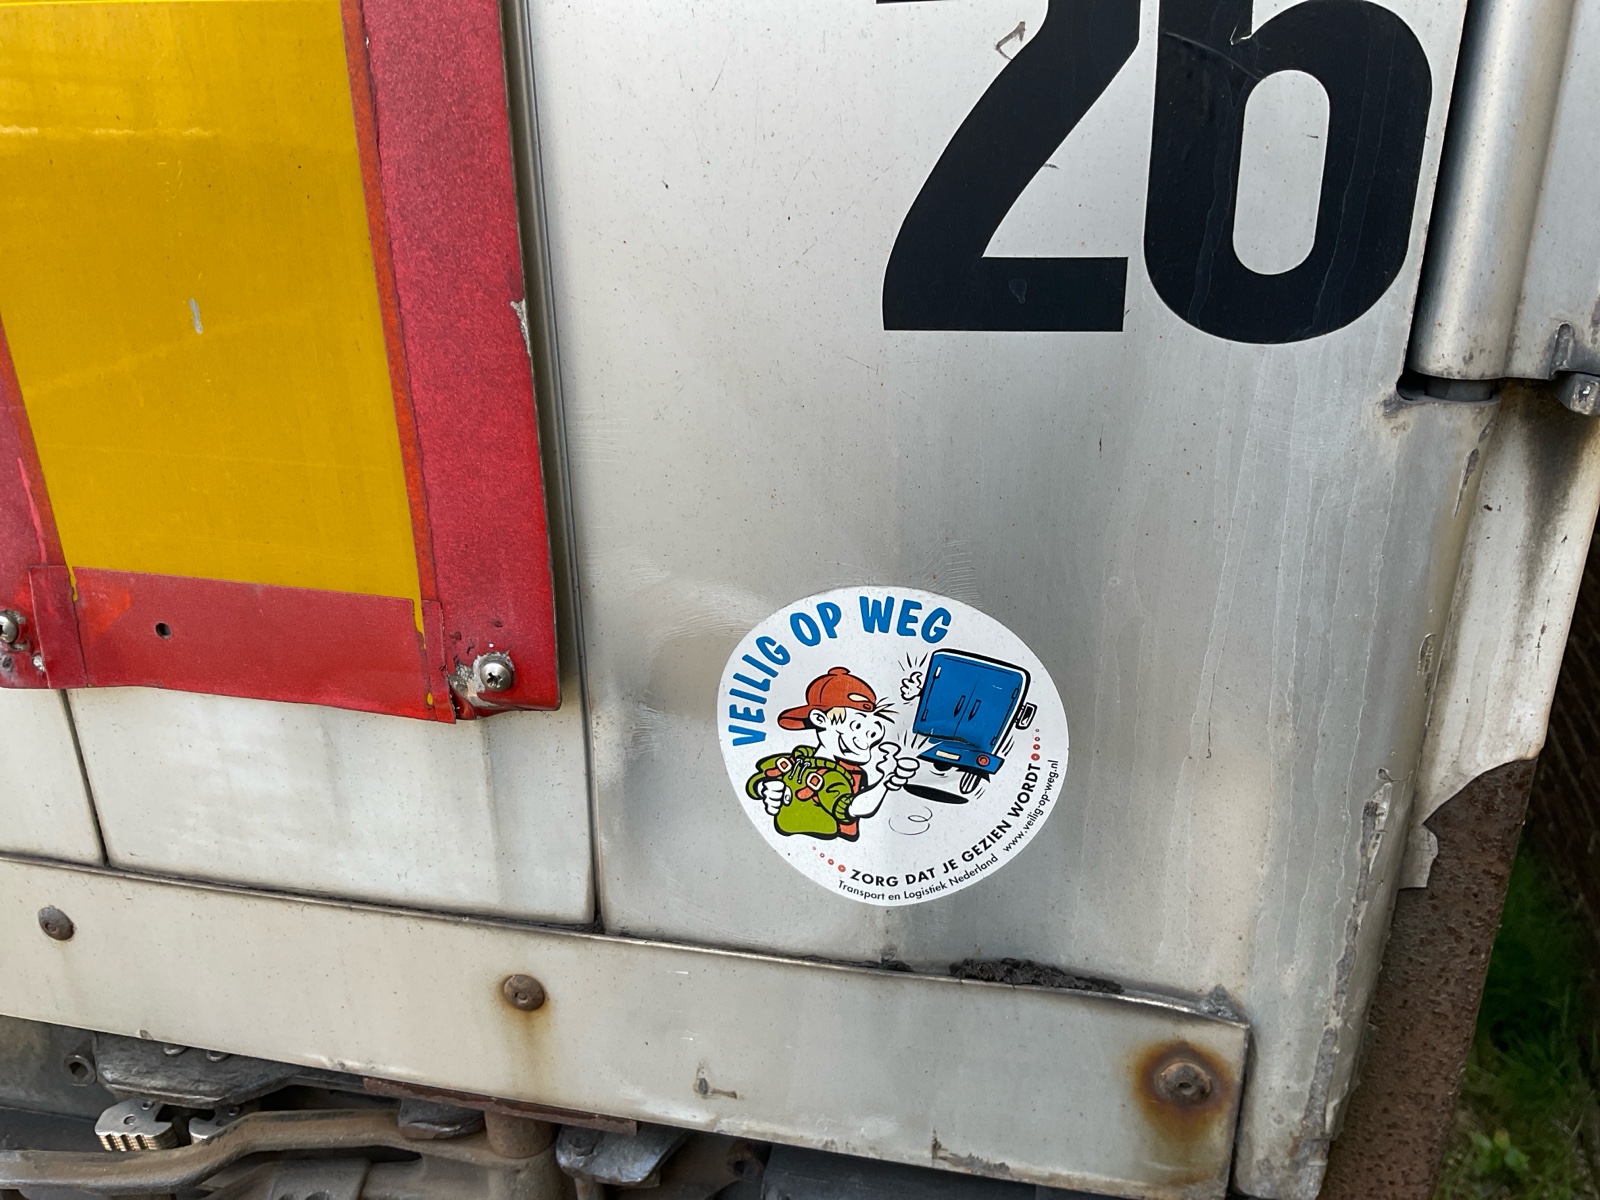 26
VEILIG OP WEG
ZORG DAT JE GEZIEN WORDT
Transport en Logistiek Nederland www.veilig-op-weg.nl